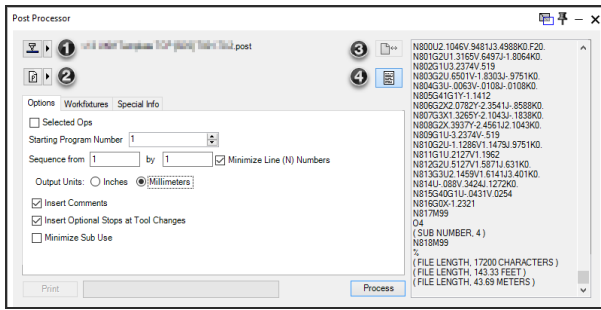 Post Processor
1
.post
3
2
4
Options Workfixtures Special Info
Selected Ops
Starting Program Number 1
Sequence from 1 by 1 Minimize Line (N) Numbers
Output Units: Inches Millimeters
Insert Comments
Insert Optional Stops at Tool Changes
Minimize Sub Use
Print
Process
N800U2.1046V.9481J3.4988K0.F20.
N801G2U1.3165V.6497J-1.8064K0.
N802G1U3.2374V.519
N803G2U.6501V-1.8303J-.9751K0.
N804G3U-.0063V-.0108J-.0108K0.
N805G41G1Y-1.1412
N806G2X2.0782Y-2.3541J-.8588K0.
N807G3X1.3265Y-2.1043J-.1838K0.
N808G2X.3937Y-2.4561J2.1043K0.
N809G1U-3.2374V-.519
N810G2U-1.1286V1.1479J.9751K0.
N811G1U.2127V1.1962
N812G2U.5127V1.5871J.631K0.
N813G3U2.1459V1.6141J3.401K0.
N814U-.088V.3424J.1272K0.
N815G40G1U-.0431V.0254
N816G0X-1.2321
N817M99
O4
( SUB NUMBER, 4 )
N818M99
%
( FILE LENGTH, 17200 CHARACTERS )
( FILE LENGTH, 143.33 FEET )
( FILE LENGTH, 43.69 METERS )